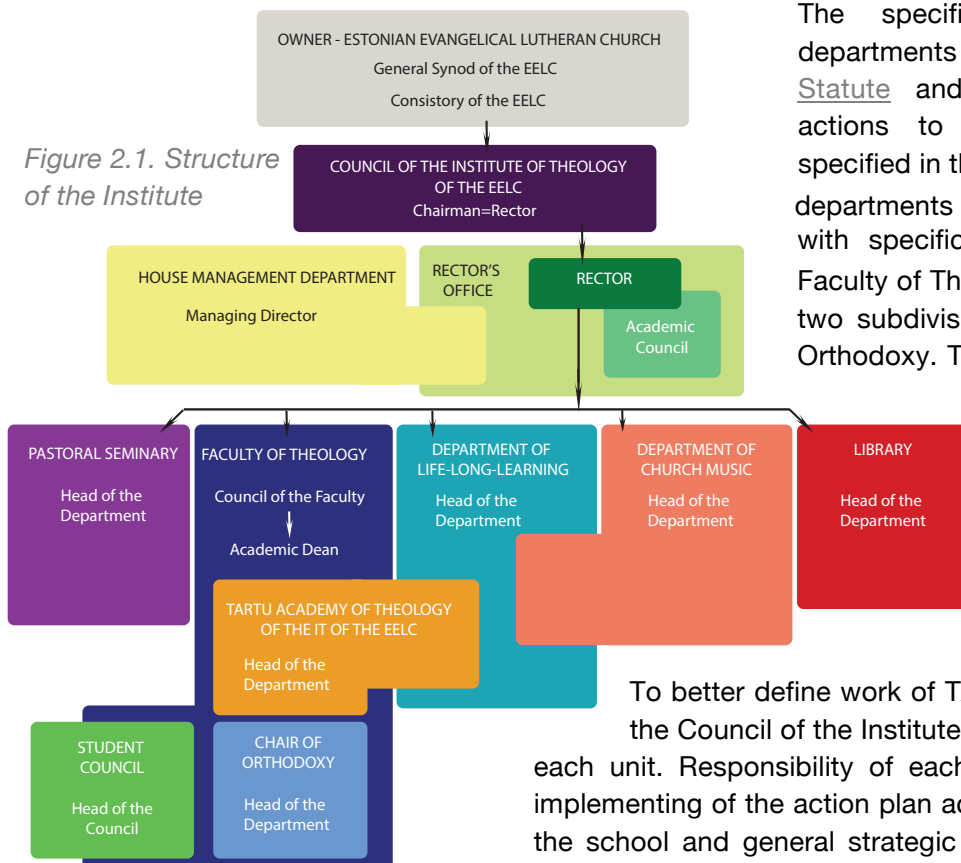 OWNER - ESTONIAN EVANGELICAL LUTHERAN CHURCH
General Synod of the EELC
Consistory of the EELC
Figure 2.1. Structure
of the Institute
COUNCIL OF THE INSTITUTE OF THEOLOGY
OF THE EELC
Chairman=Rector
HOUSE MANAGEMENT DEPARTMENT
Managing Director
RECTOR'S
OFFICE
RECTOR
Academic
Council
The
departments
Statute and
actions to
specified in
departments
with
Faculty of
two
Orthodoxy.
PASTORAL SEMINARY
Head of the
Department
FACULTY OF THEOLOGY
Council of the Faculty
Academic Dean
DEPARTMENT OF
LIFE-LONG-LEARNING
Head of the
Department
DEPARTMENT OF
CHURCH MUSIC
Head of the
Department
LIBRARY
Head of the
Department
TARTU ACADEMY OF THEOLOGY
OF THE IT OF THE EELC
Head of the
Department
STUDENT
COUNCIL
Head of the
Council
CHAIR OF
ORTHODOXY
Head of the
Department
To better define work of
the Council of the Institute
each unit. Responsibility of each
implementing of the action plan
the school and general strategic